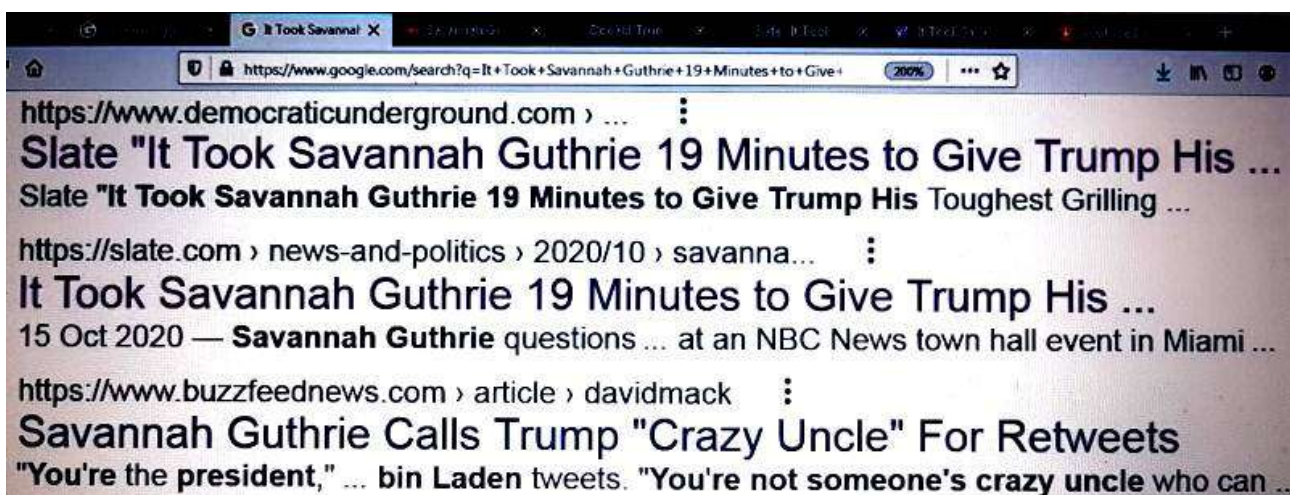 G It Took Savannah X
https://www.google.com/search?q=It+Took+Savannah+Guthrie+19+Minutes+to+Give+ 200%
https://www.democraticunderground.com › ...
Slate "It Took Savannah Guthrie 19 Minutes to Give Trump His ...
Slate "It Took Savannah Guthrie 19 Minutes to Give Trump His Toughest Grilling ...
https://slate.com › news-and-politics › 2020/10 › savanna...
It Took Savannah Guthrie 19 Minutes to Give Trump His ...
15 Oct 2020 — Savannah Guthrie questions ... at an NBC News town hall event in Miami ...
https://www.buzzfeednews.com › article › davidmack
Savannah Guthrie Calls Trump "Crazy Uncle" For Retweets
"You're the president," ... bin Laden tweets. "You're not someone's crazy uncle who can ...